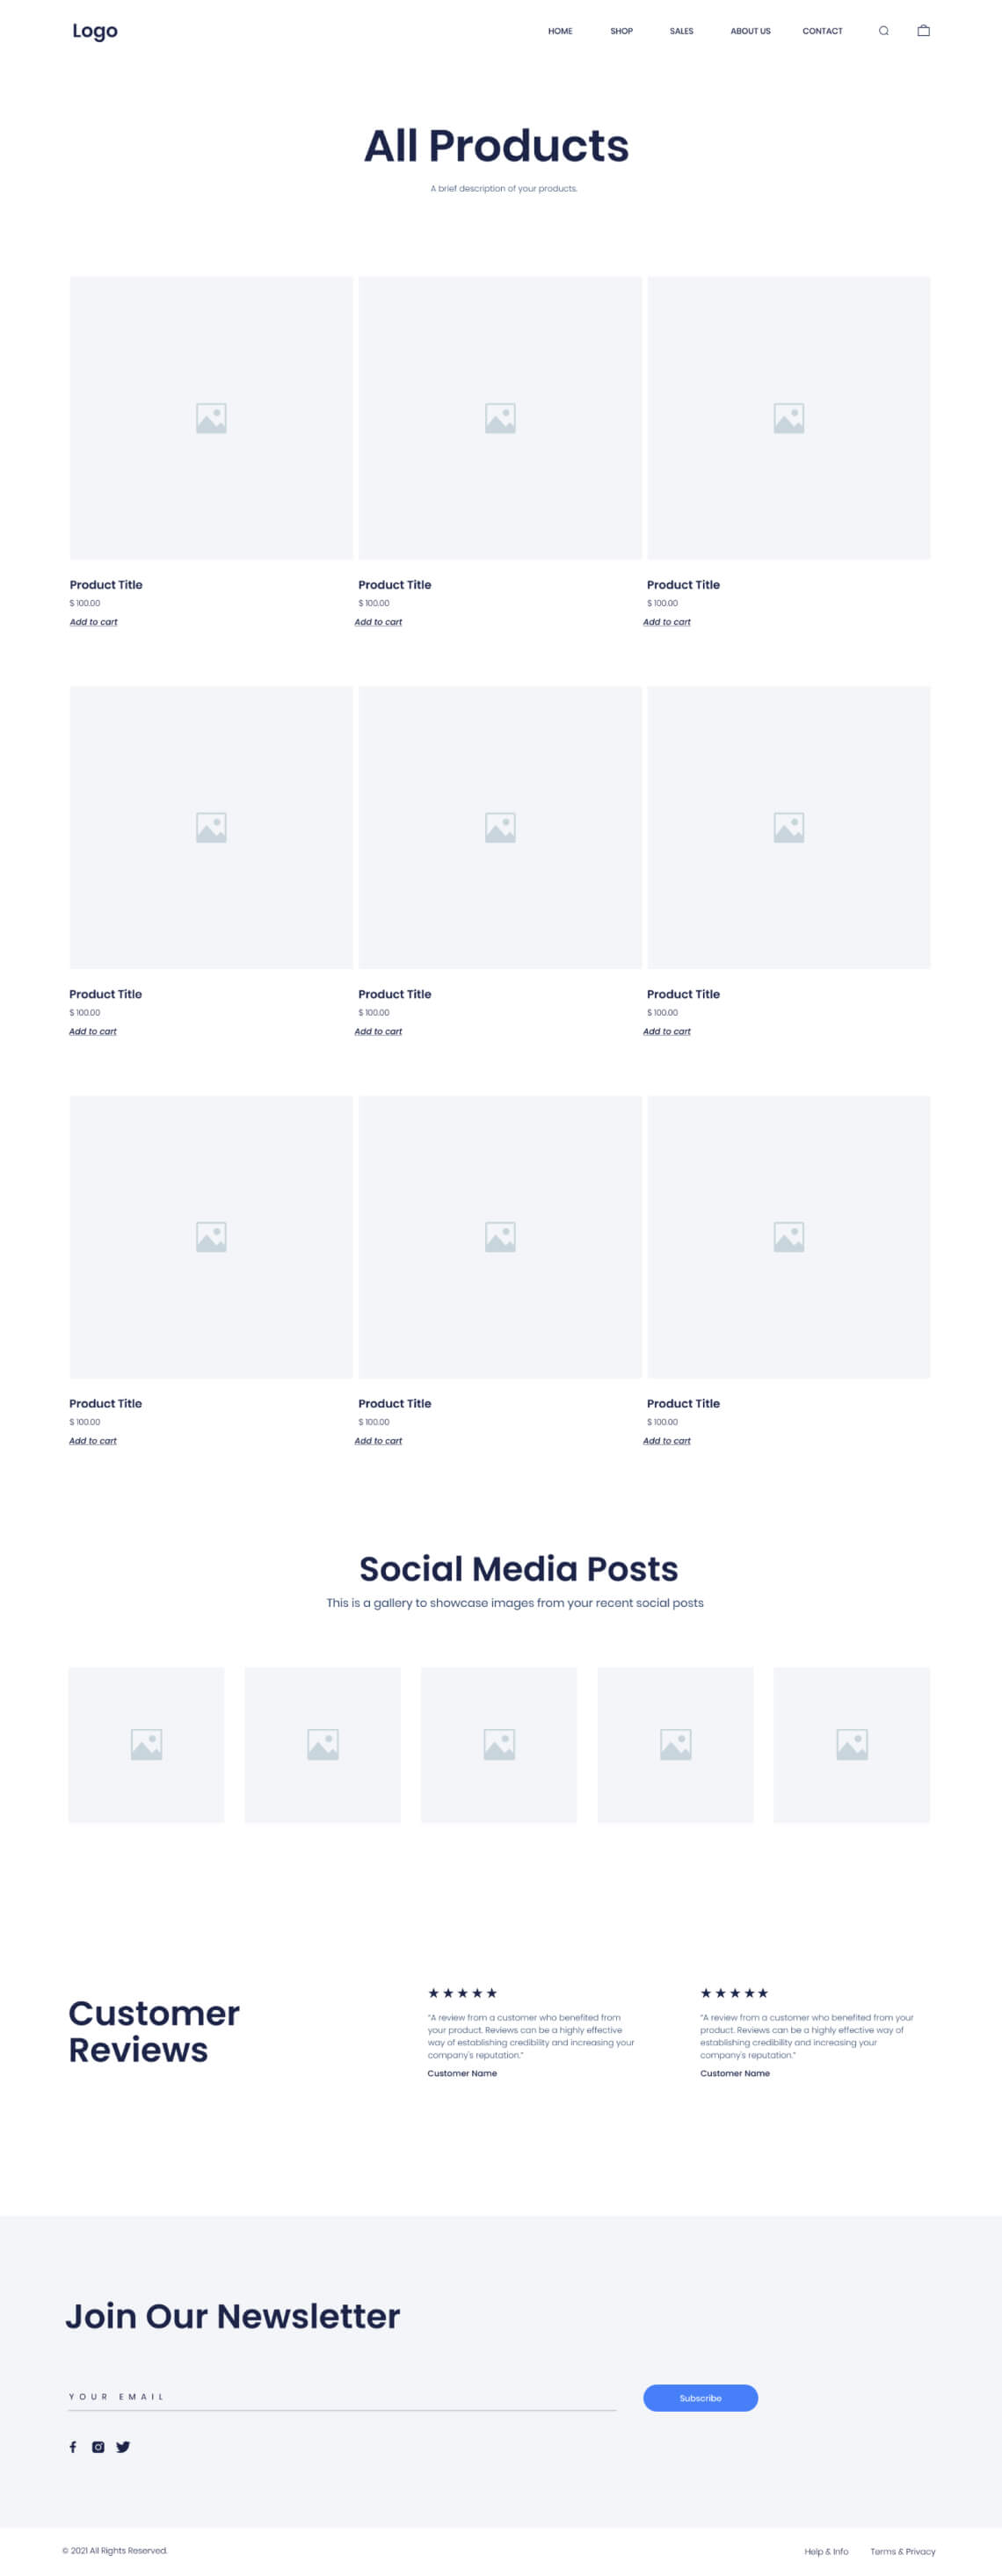 Logo
HOME
SHOP
SALES
ABOUT US
CONTACT
All Products
A brief description of your products.
Product Title
$ 100.00
Add to cart
Product Title
$ 100.00
Add to cart
Product Title
$ 100.00
Add to cart
Product Title
$ 100.00
Add to cart
Product Title
$ 100.00
Add to cart
Product Title
$ 100.00
Add to cart
Product Title
$ 100.00
Add to cart
Product Title
$ 100.00
Add to cart
Product Title
$ 100.00
Add to cart
Social Media Posts
This is a gallery to showcase images from your recent social posts
Customer
Reviews
"A review from a customer who benefited from
your product. Reviews can be a highly effective
way of establishing credibility and increasing your
company's reputation."
Customer Name
"A review from a customer who benefited from your
product. Reviews can be a highly effective way of
establishing credibility and increasing your
company's reputation."
Customer Name
Join Our Newsletter
YOUR EMAIL
Subscribe
© 2021 All Rights Reserved.
Help & Info
Terms & Privacy